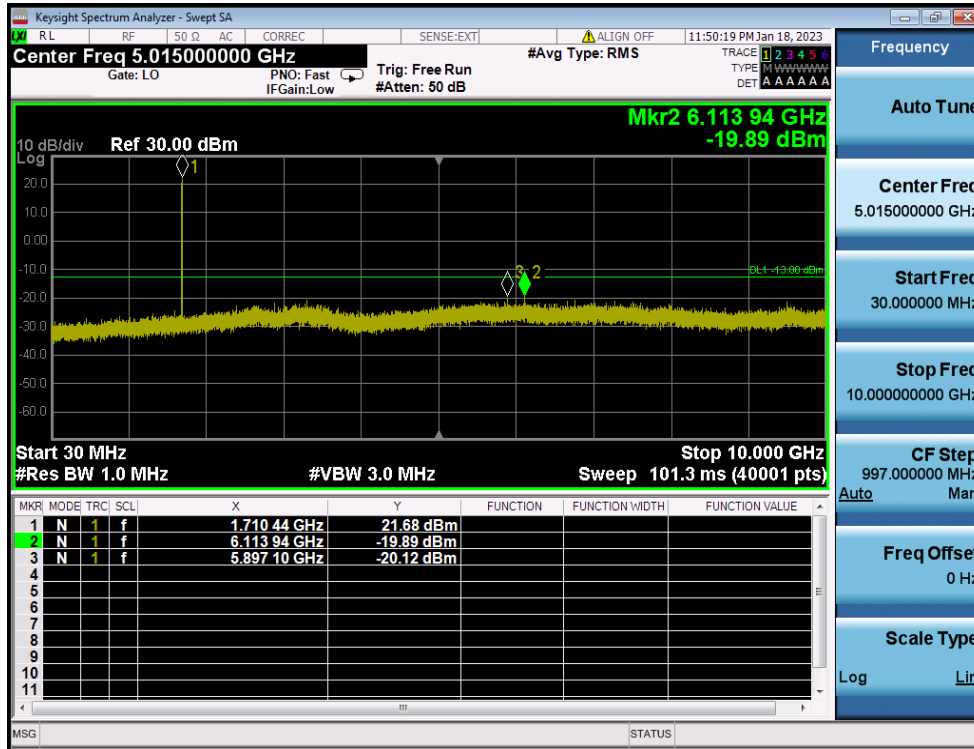 Keysight Spectrum Analyzer - Swept SA
LXI RL RF 50 Ω AC CORREC SENSE:EXT ALIGN OFF 11:50:19 PM Jan 18, 2023
Center Freq 5.015000000 GHz #Avg Type: RMS TRACE 1 2 3 4 5 6
Gate: LO PNO: Fast Trig: Free Run TYPE M W W W W W
IFGain:Low #Atten: 50 dB DET A A A A A A
Mkr2 6.113 94 GHz
-19.89 dBm
10 dB/div Ref 30.00 dBm
Log
1
20.0
10.0
0.00
-10.0
3 2
DL1 -13.00 dBm
-20.0
-30.0
-40.0
-50.0
-60.0
Start 30 MHz Stop 10.000 GHz
#Res BW 1.0 MHz #VBW 3.0 MHz Sweep 101.3 ms (40001 pts)
MKR MODE TRC SCL X Y FUNCTION FUNCTION WIDTH FUNCTION VALUE
1 N 1 f 1.710 44 GHz 21.68 dBm
2 N 1 f 6.113 94 GHz -19.89 dBm
3 N 1 f 5.897 10 GHz -20.12 dBm
4
5
6
7
8
9
10
11
MSG STATUS
Frequency
Auto Tune
Center Freq
5.015000000 GHz
Start Freq
30.000000 MHz
Stop Freq
10.000000000 GHz
CF Step
997.000000 MHz
Auto Man
Freq Offset
0 Hz
Scale Type
Log Lin